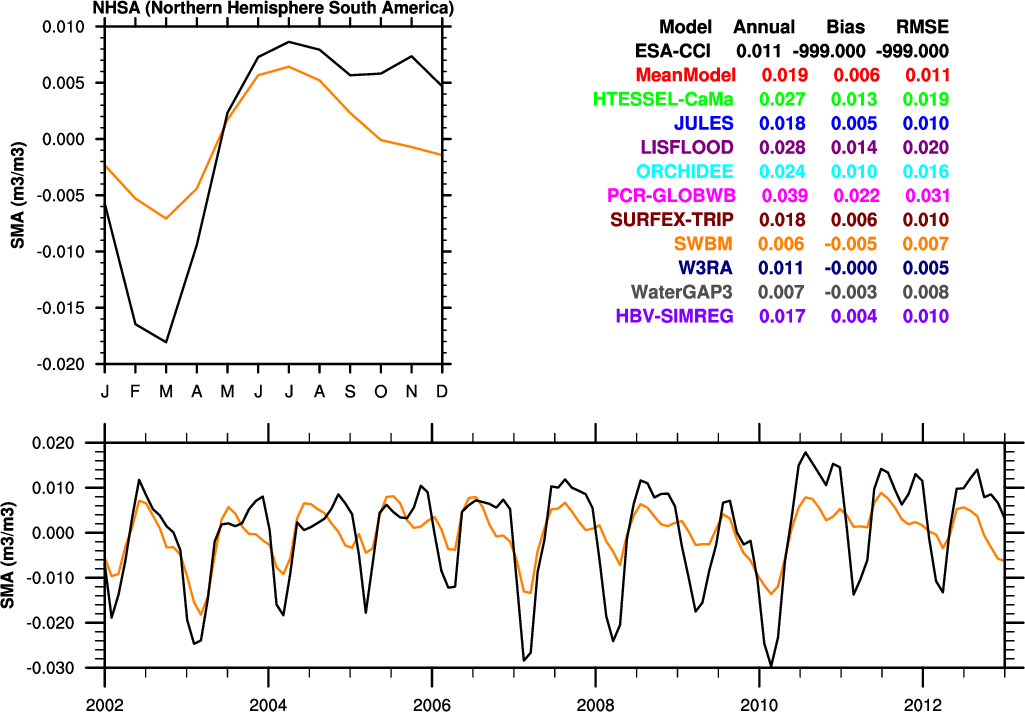 NHSA (Northern Hemisphere South America)
0.010
0.005
0.000
-0.005
-0.010
-0.015
-0.020
SMA (m3/m3)
J F M A M J J A S O N D
Model Annual Bias RMSE
ESA-CCI 0.011 -999.000 -999.000
MeanModel 0.019 0.006 0.011
HTESSEL-CaMa 0.027 0.013 0.019
JULES 0.018 0.005 0.010
LISFLOOD 0.028 0.014 0.020
ORCHIDEE 0.024 0.010 0.016
PCR-GLOBWB 0.039 0.022 0.031
SURFEX-TRIP 0.018 0.006 0.010
SWBM 0.006 -0.005 0.007
W3RA 0.011 -0.000 0.005
WaterGAP3 0.007 -0.003 0.008
HBV-SIMREG 0.017 0.004 0.010
0.020
0.010
0.000
-0.010
-0.020
-0.030
SMA (m3/m3)
2002 2004 2006 2008 2010 2012